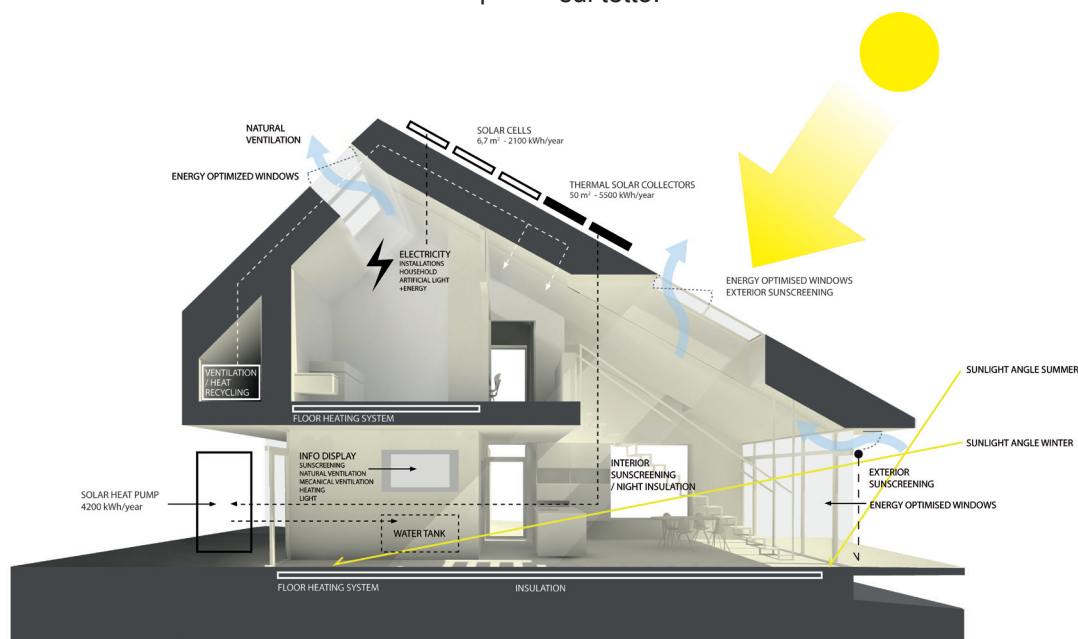 sul tetto.
NATURAL
VENTILATION
ENERGY OPTIMIZED WINDOWS
SOLAR CELLS
6,7 m² - 2100 kWh/year
THERMAL SOLAR COLLECTORS
50 m² - 5500 kWh/year
ELECTRICITY
INSTALLATIONS
HOUSEHOLD
ARTIFICIAL LIGHT
+ENERGY
ENERGY OPTIMISED WINDOWS
EXTERIOR SUNSCREENING
VENTILATION
/ HEAT
RECYCLING
SUNLIGHT ANGLE SUMMER
FLOOR HEATING SYSTEM
SUNLIGHT ANGLE WINTER
INFO DISPLAY
SUNSCREENING
NATURAL VENTILATION
MECANICAL VENTILATION
HEATING
LIGHT
INTERIOR
SUNSCREENING
/ NIGHT INSULATION
EXTERIOR
SUNSCREENING
ENERGY OPTIMISED WINDOWS
SOLAR HEAT PUMP
4200 kWh/year
WATER TANK
FLOOR HEATING SYSTEM
INSULATION